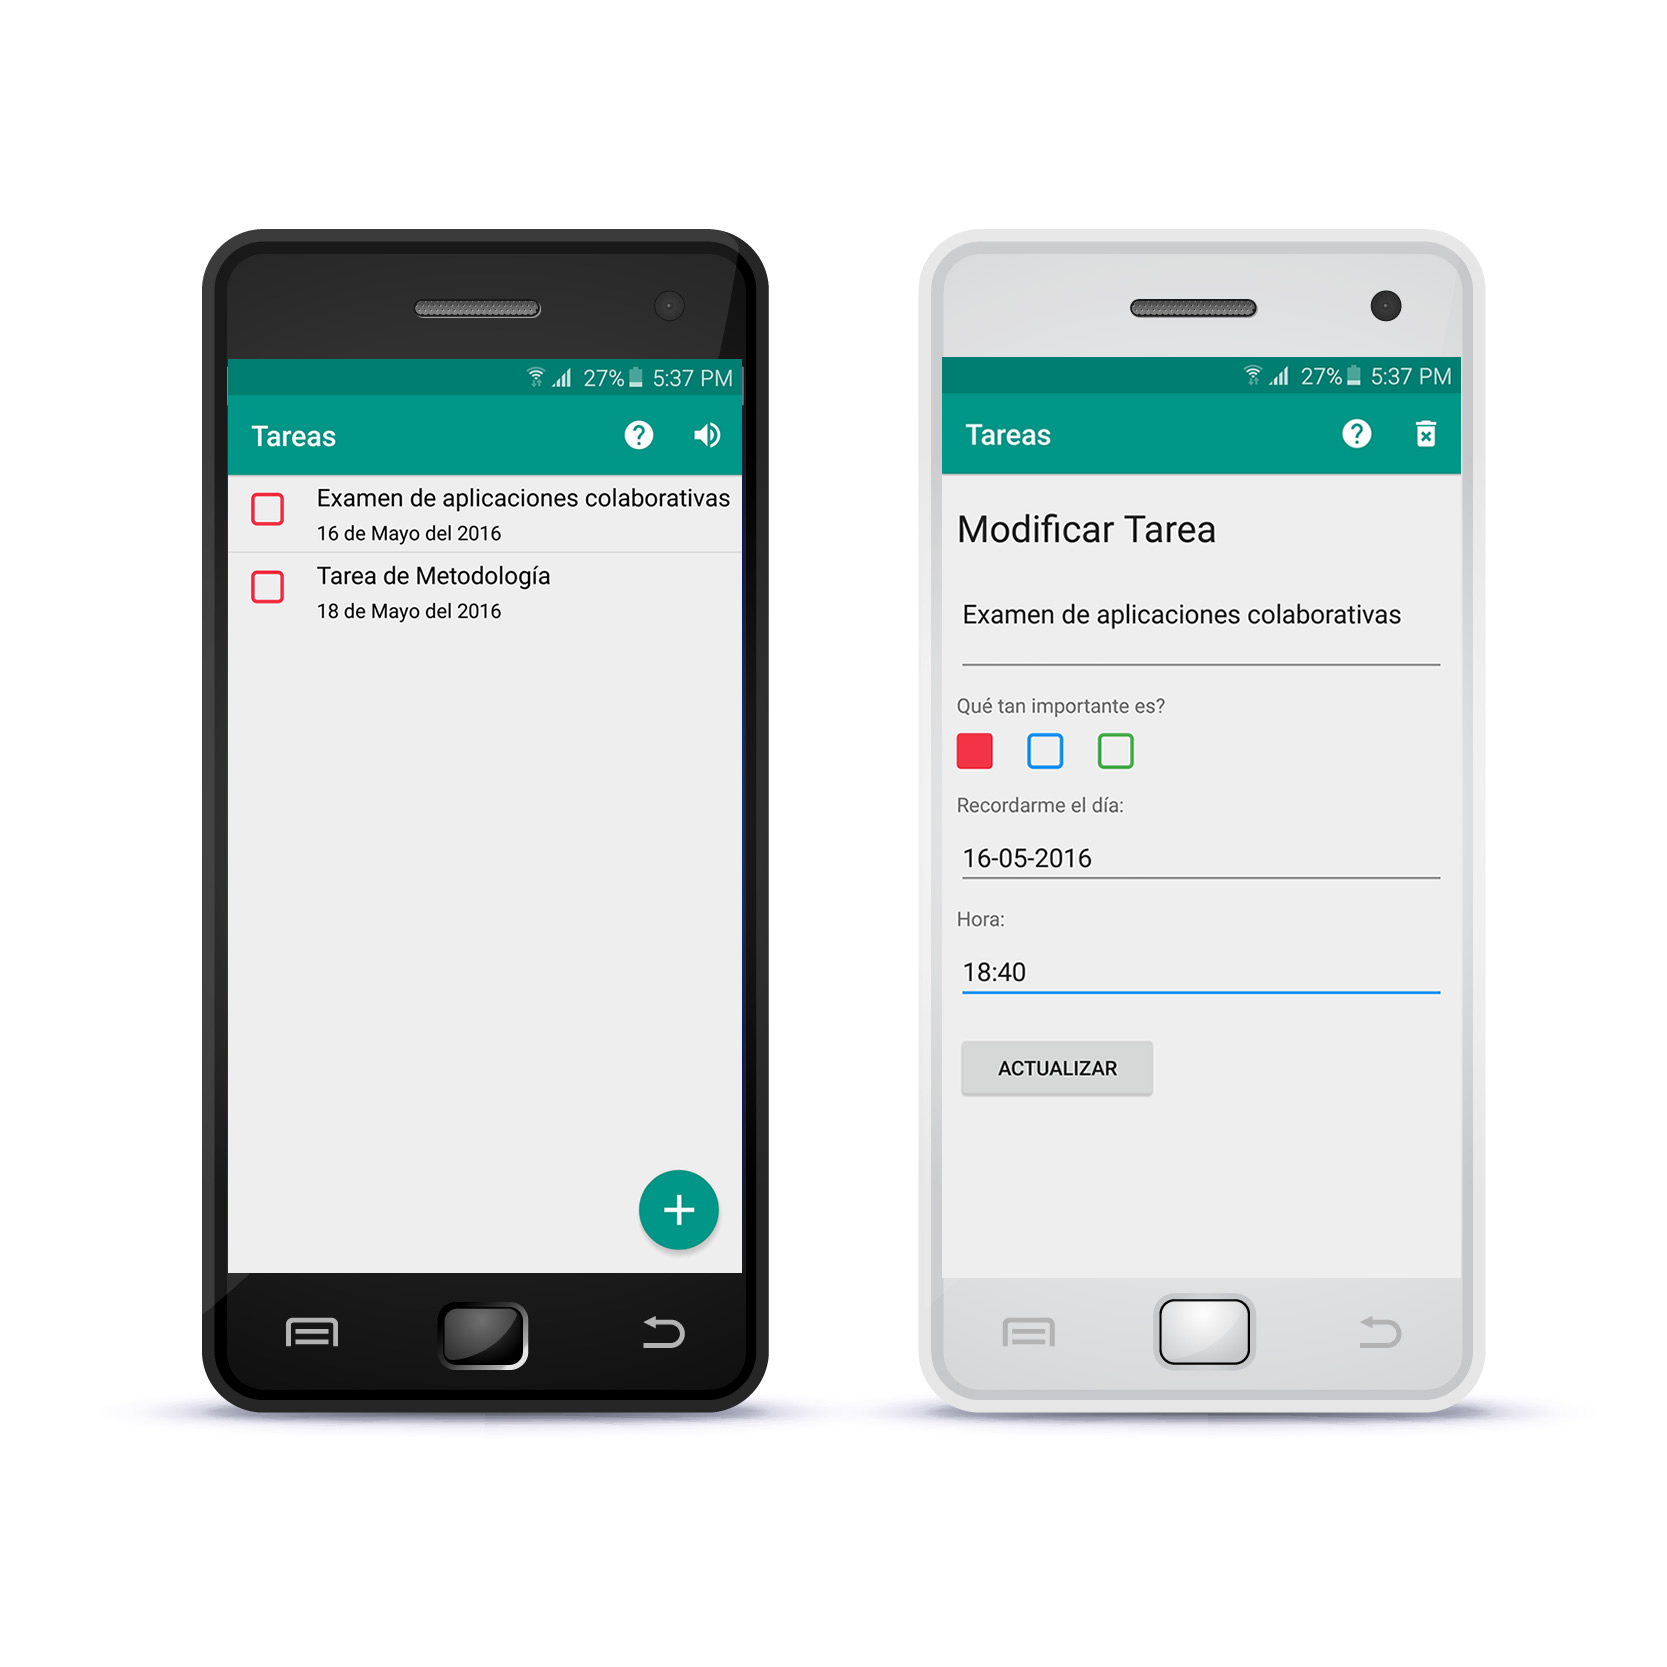 27% 5:37 PM
Tareas
Examen de aplicaciones colaborativas
16 de Mayo del 2016
Tarea de Metodología
18 de Mayo del 2016
27% 5:37 PM
Tareas
Modificar Tarea
Examen de aplicaciones colaborativas
Qué tan importante es?
Recordarme el día:
16-05-2016
Hora:
18:40
ACTUALIZAR